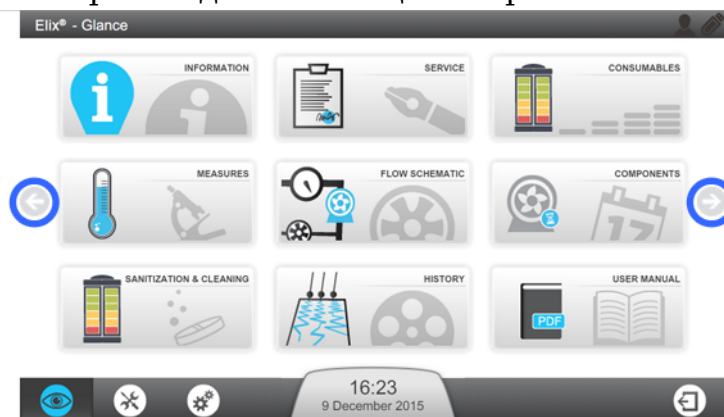 Elix® - Glance
INFORMATION
SERVICE
CONSUMABLES
MEASURES
FLOW SCHEMATIC
COMPONENTS
17
SANITIZATION & CLEANING
HISTORY
USER MANUAL
PDF
16:23
9 December 2015